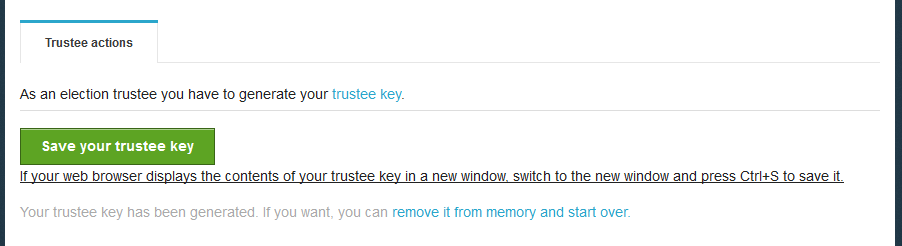 Trustee actions
As an election trustee you have to generate your trustee key.
Save your trustee key
If your web browser displays the contents of your trustee key in a new window, switch to the new window and press Ctrl+S to save it.
Your trustee key has been generated. If you want, you can remove it from memory and start over.